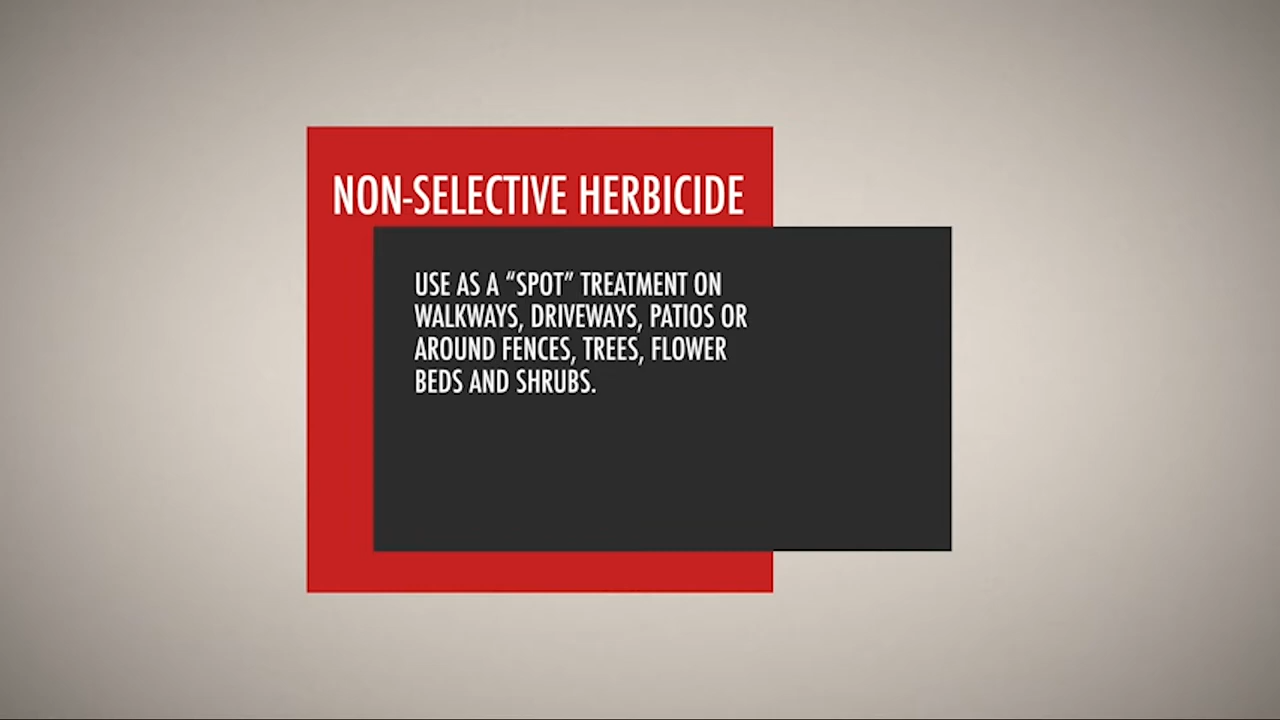 NON-SELECTIVE HERBICIDE
USE AS A “SPOT” TREATMENT ON
WALKWAYS, DRIVEWAYS, PATIOS OR
AROUND FENCES, TREES, FLOWER
BEDS AND SHRUBS.